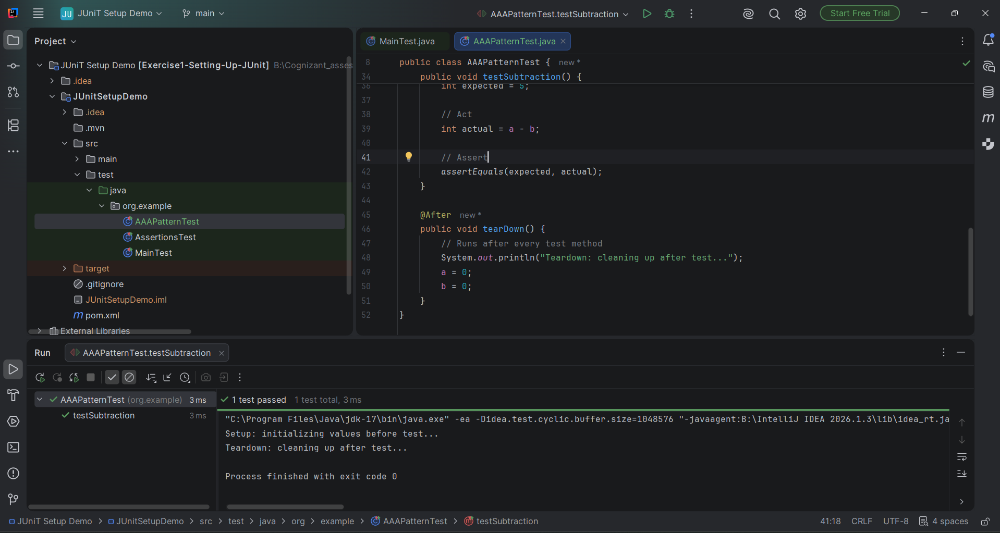 JU JUniT Setup Demo main AAAPatternTest.testSubtraction Start Free Trial
Project
JUniT Setup Demo [Exercise1-Setting-Up-JUnit] B:\Cognizant_asses
.idea
JUnitSetupDemo
.idea
.mvn
src
main
test
java
org.example
AAAPatternTest
AssertionsTest
MainTest
target
.gitignore
JUnitSetupDemo.iml
m pom.xml
External Libraries
MainTest.java AAAPatternTest.java
8 public class AAAPatternTest { new *
34 public void testSubtraction() {
36 int expected = 5;
37
38 // Act
39 int actual = a - b;
40
41 // Assert
42 assertEquals(expected, actual);
43 }
44
45 @After new *
46 public void tearDown() {
47 // Runs after every test method
48 System.out.println("Teardown: cleaning up after test...");
49 a = 0;
50 b = 0;
51 }
52 }
Run AAAPatternTest.testSubtraction
AAAPatternTest (org.example) 3 ms
testSubtraction 3 ms
1 test passed 1 test total, 3 ms
"C:\Program Files\Java\jdk-17\bin\java.exe" -ea -Didea.test.cyclic.buffer.size=1048576 "-javaagent:B:\IntelliJ IDEA 2026.1.3\lib\idea_rt.ja
Setup: initializing values before test...
Teardown: cleaning up after test...
Process finished with exit code 0
JUniT Setup Demo > JUnitSetupDemo > src > test > java > org > example > AAAPatternTest > testSubtraction
41:18 CRLF UTF-8 4 spaces